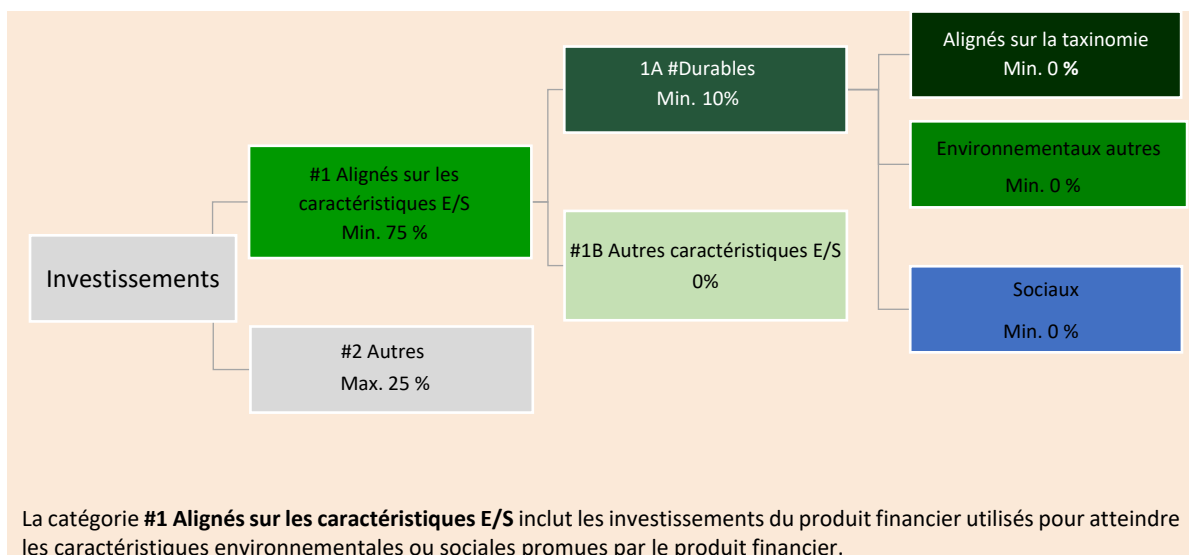 Investissements
#1 Alignés sur les
caractéristiques E/S
Min. 75 %
#2 Autres
Max. 25 %
1A #Durables
Min. 10%
#1B Autres caractéristiques E/S
0%
Alignés sur la taxinomie
Min. 0 %
Environnementaux autres
Min. 0 %
Sociaux
Min. 0 %
La catégorie #1 Alignés sur les caractéristiques E/S inclut les investissements du produit financier utilisés pour atteindre
les caractéristiques environnementales ou sociales promues par le produit financier.